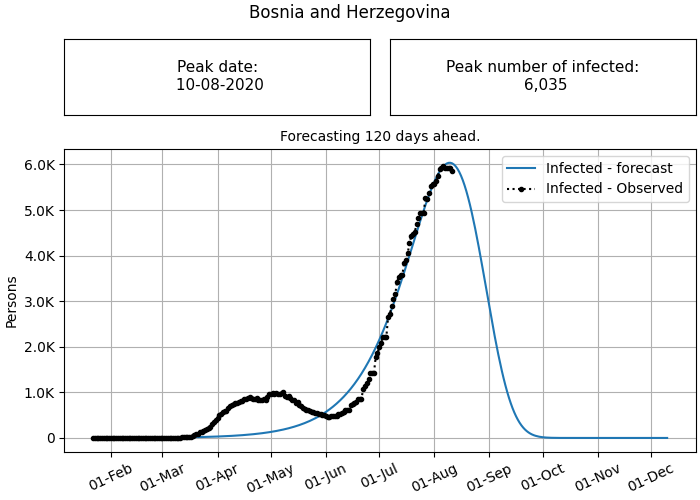 Bosnia and Herzegovina
Peak date:
10-08-2020
Peak number of infected:
6,035
Forecasting 120 days ahead.
Infected - forecast
Infected - Observed
Persons
6.0K
5.0K
4.0K
3.0K
2.0K
1.0K
0
01-Feb
01-Mar
01-Apr
01-May
01-Jun
01-Jul
01-Aug
01-Sep
01-Oct
01-Nov
01-Dec